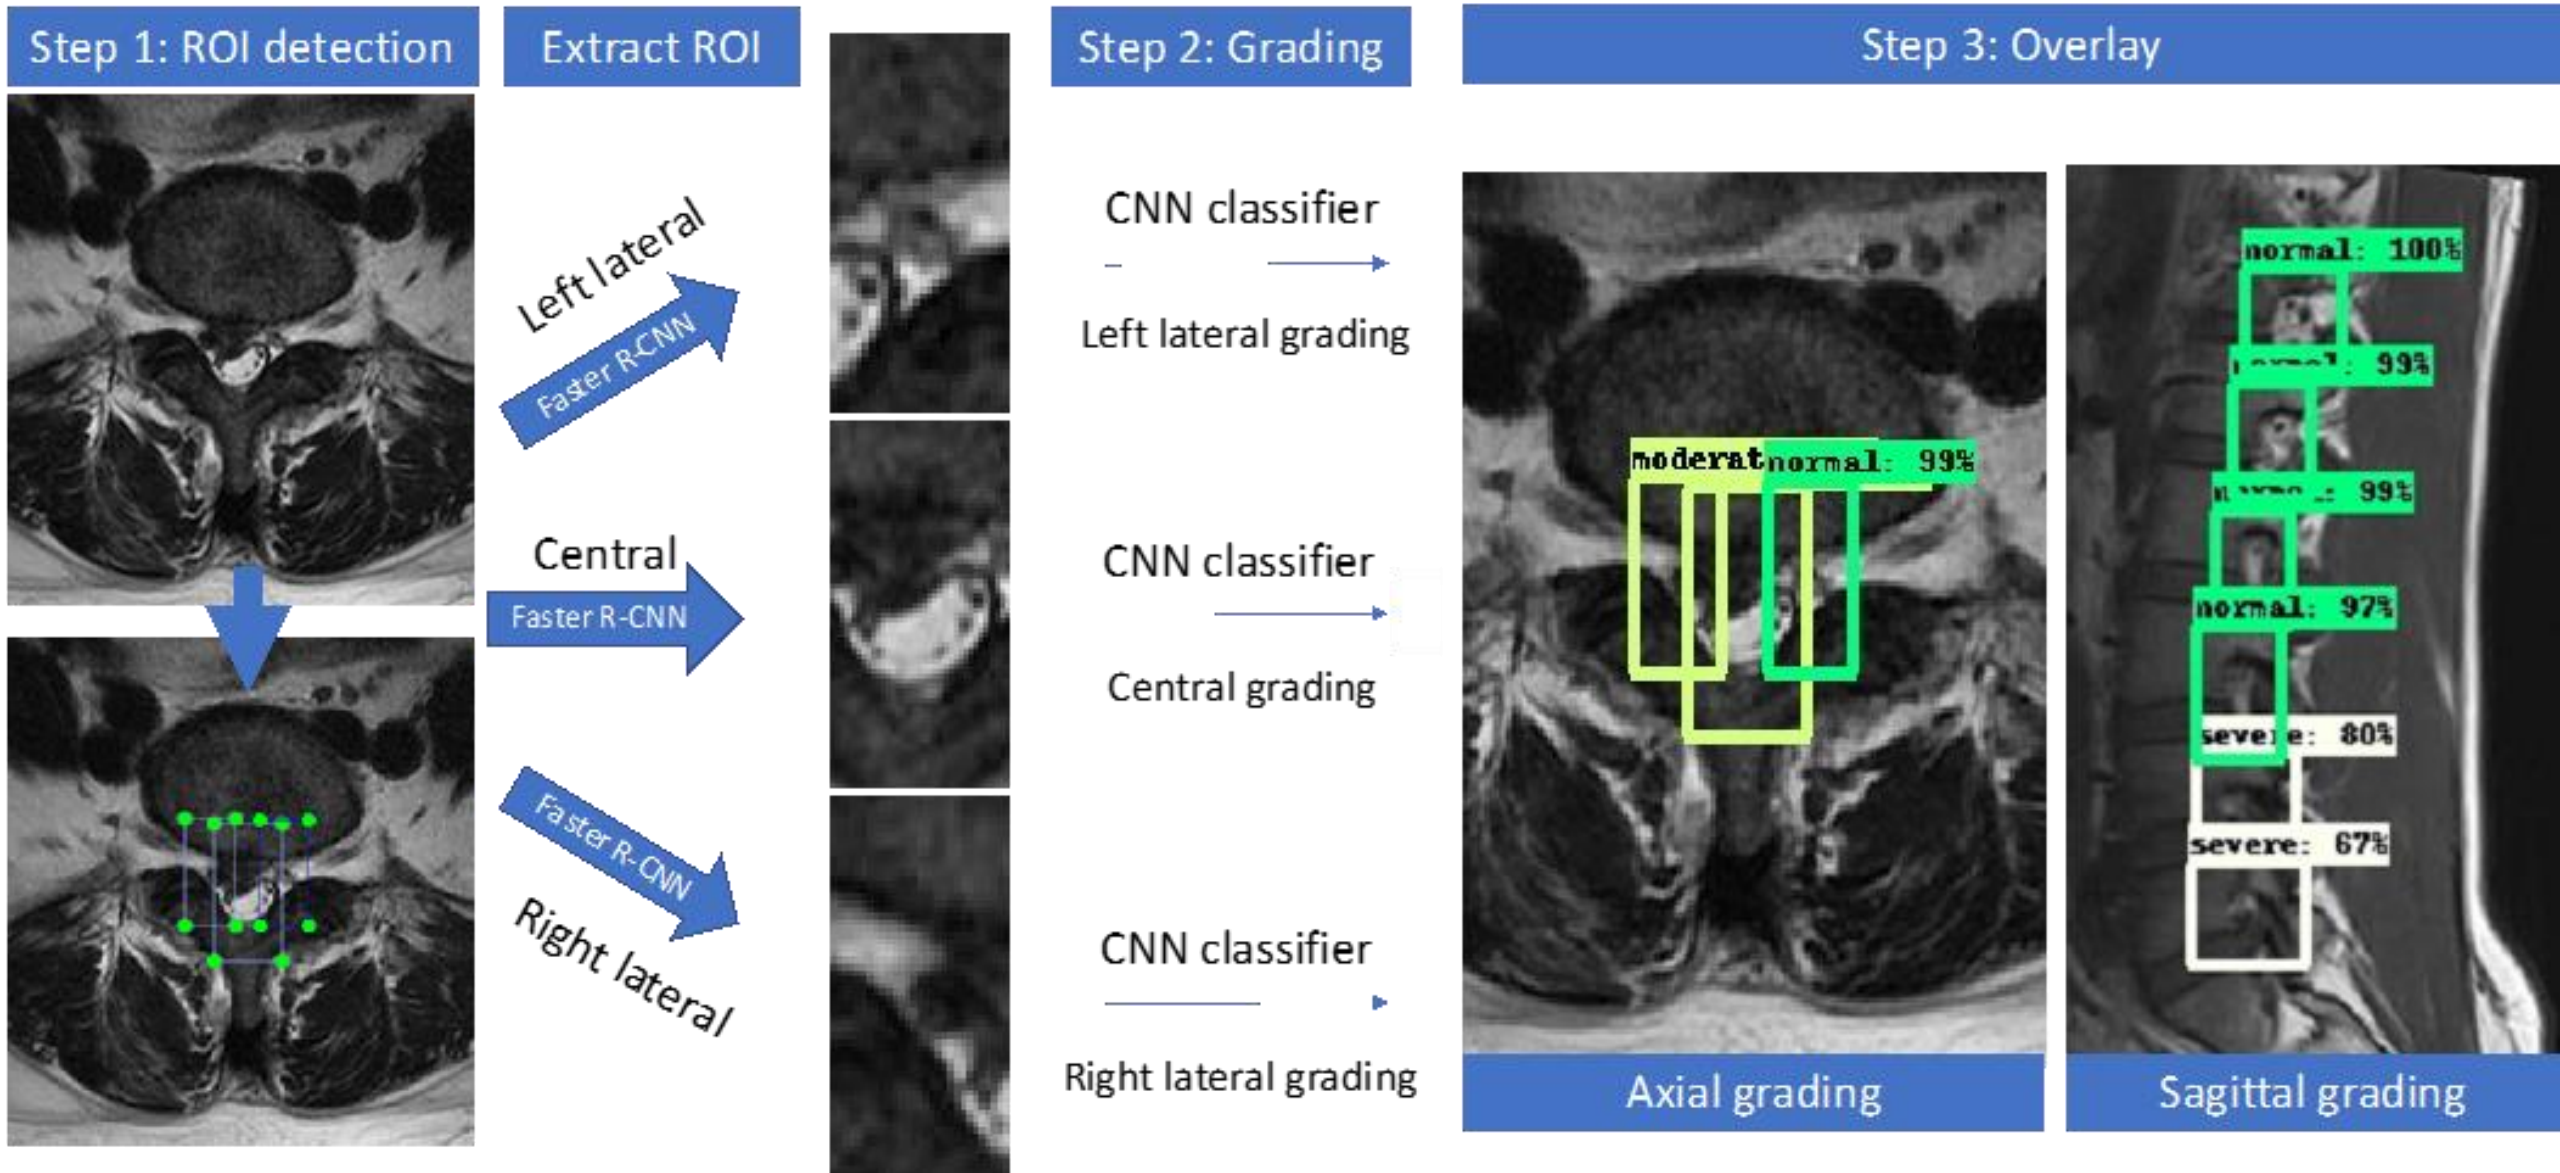 Step 1: ROI detection
Extract ROI
Step 2: Grading
Step 3: Overlay
Left lateral
Faster R-CNN
Central
Faster R-CNN
Faster R-CNN
Right lateral
CNN classifier
Left lateral grading
CNN classifier
Central grading
CNN classifier
Right lateral grading
moderat
normal: 99%
Axial grading
normal: 100%
99%
99%
normal: 97%
severe: 80%
severe: 67%
Sagittal grading